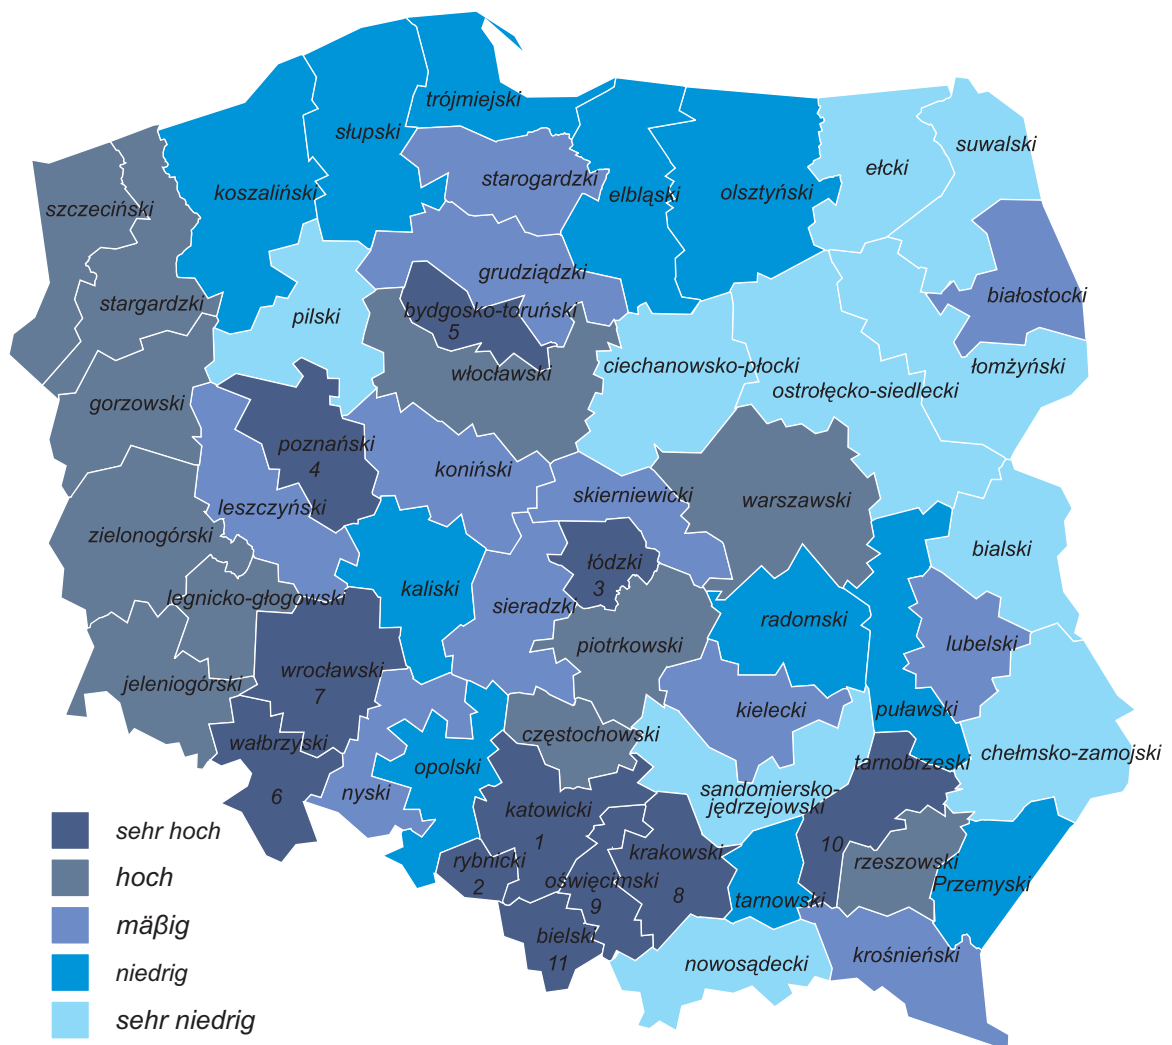 trójmiejski
słupski
suwalski
ełcki
starogardzki
koszaliński
elbląski
olsztyński
szczeciński
grudziądzki
białostocki
stargardzki
bydgosko-toruński
5
pilski
ciechanowsko-płocki
łomżyński
włocławski
ostrołęcko-siedlecki
gorzowski
poznański
4
koniński
skierniewicki
warszawski
leszczyński
zielonogórski
bialski
łódzki
3
kaliski
legnicko-głogowski
sieradzki
radomski
piotrkowski
lubelski
wrocławski
7
jeleniogórski
kielecki
puławski
częstochowski
wałbrzyski
6
chełmsko-zamojski
tarnobrzeski
opolski
sandomiersko-
jędrzejowski
nyski
katowicki
1
sehr hoch
10
krakowski
8
rybnicki
2
rzeszowski
hoch
oświęcimski
9
Przemyski
tarnowski
mäβig
bielski
11
krośnieński
nowosądecki
niedrig
sehr niedrig